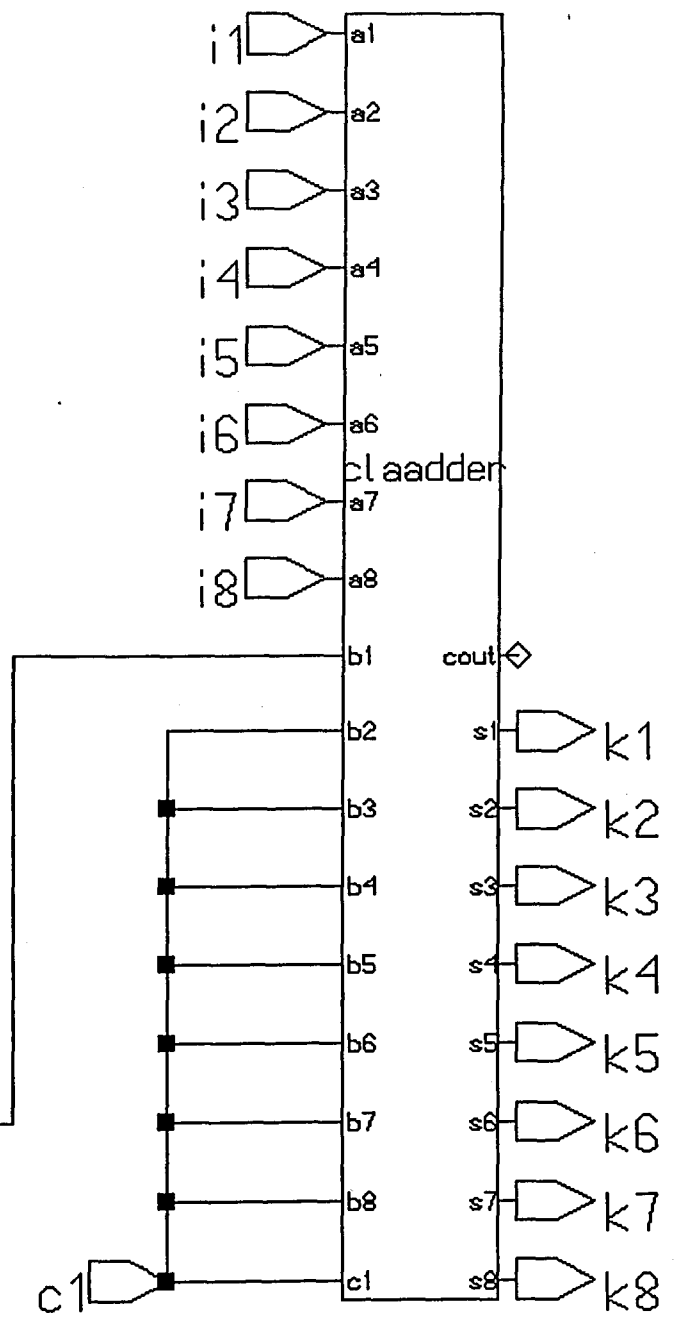 i1 a1
i2 a2
i3 a3
i4 a4
i5 a5
i6 a6
claadder
i7 a7
i8 a8
b1 cout
b2 s1 k1
b3 s2 k2
b4 s3 k3
b5 s4 k4
b6 s5 k5
b7 s6 k6
b8 s7 k7
c1 c1 s8 k8